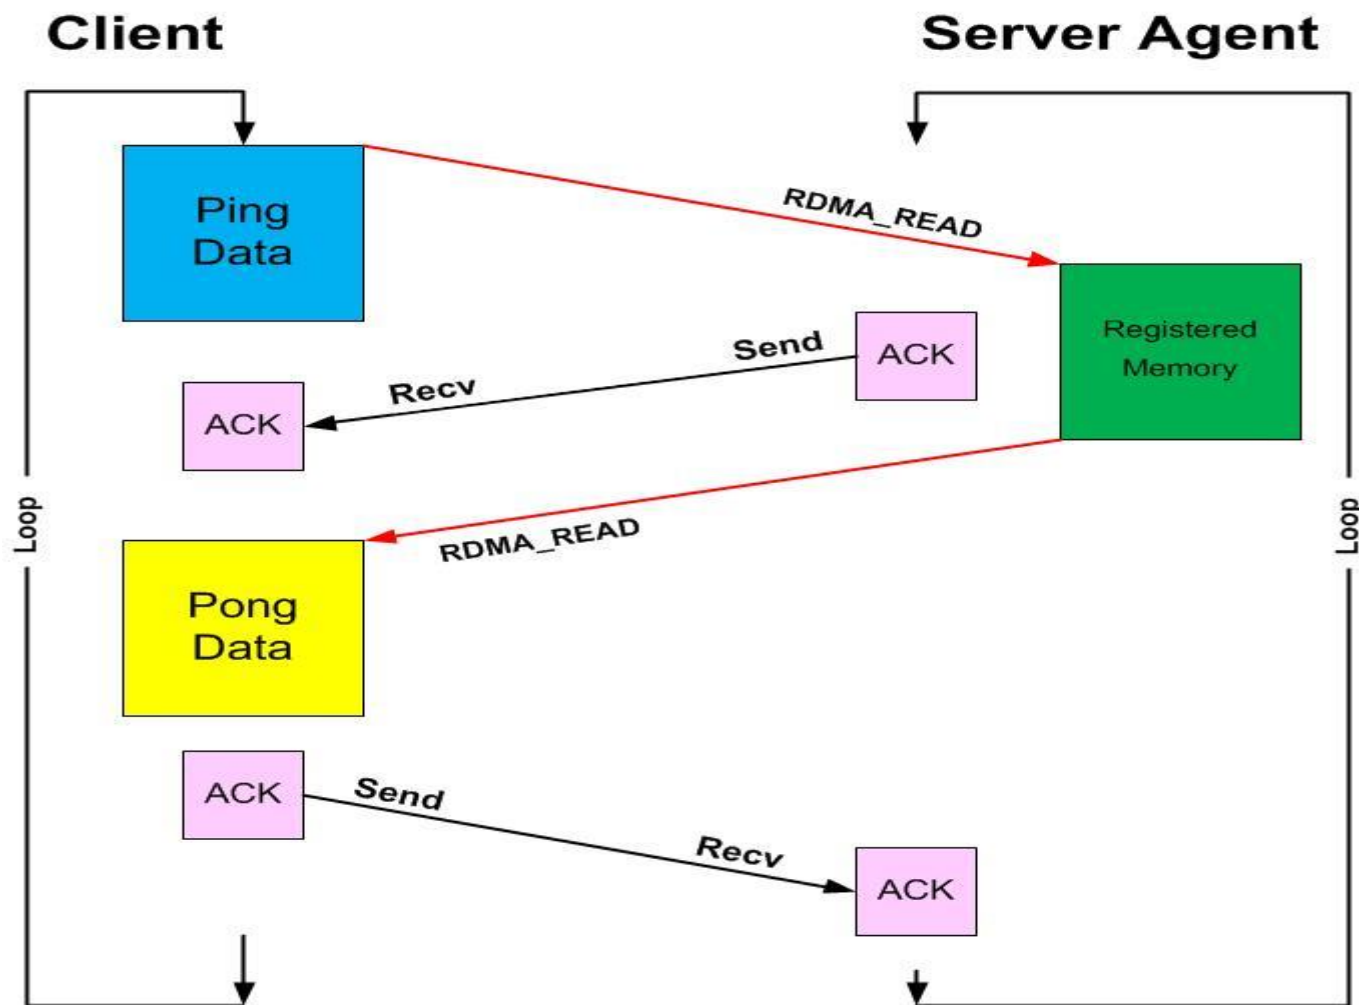 Client
Server Agent
Ping
Data
RDMA_READ
Registered
Memory
Send
ACK
Recv
ACK
Loop
Loop
RDMA_READ
Pong
Data
ACK
Send
Recv
ACK